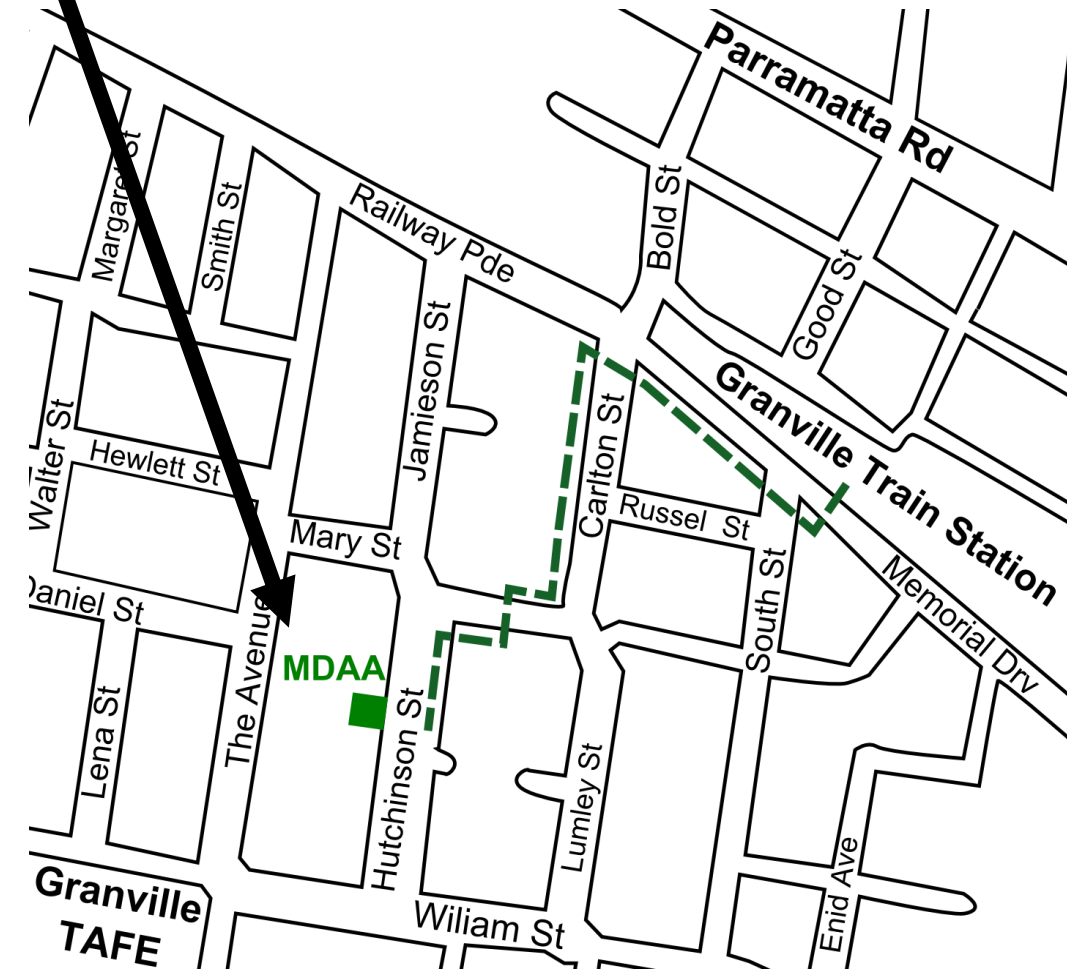 Parramatta Rd
Margaret St
Smith St
Railway Pde
Bold St
Good St
Jamieson St
Granville Train Station
Walter St
Hewlett St
Carlton St
Russel St
Mary St
Daniel St
South St
Memorial Drv
The Avenue
MDAA
Lena St
Hutchinson St
Lumley St
Enid Ave
Granville
TAFE
Wiliam St